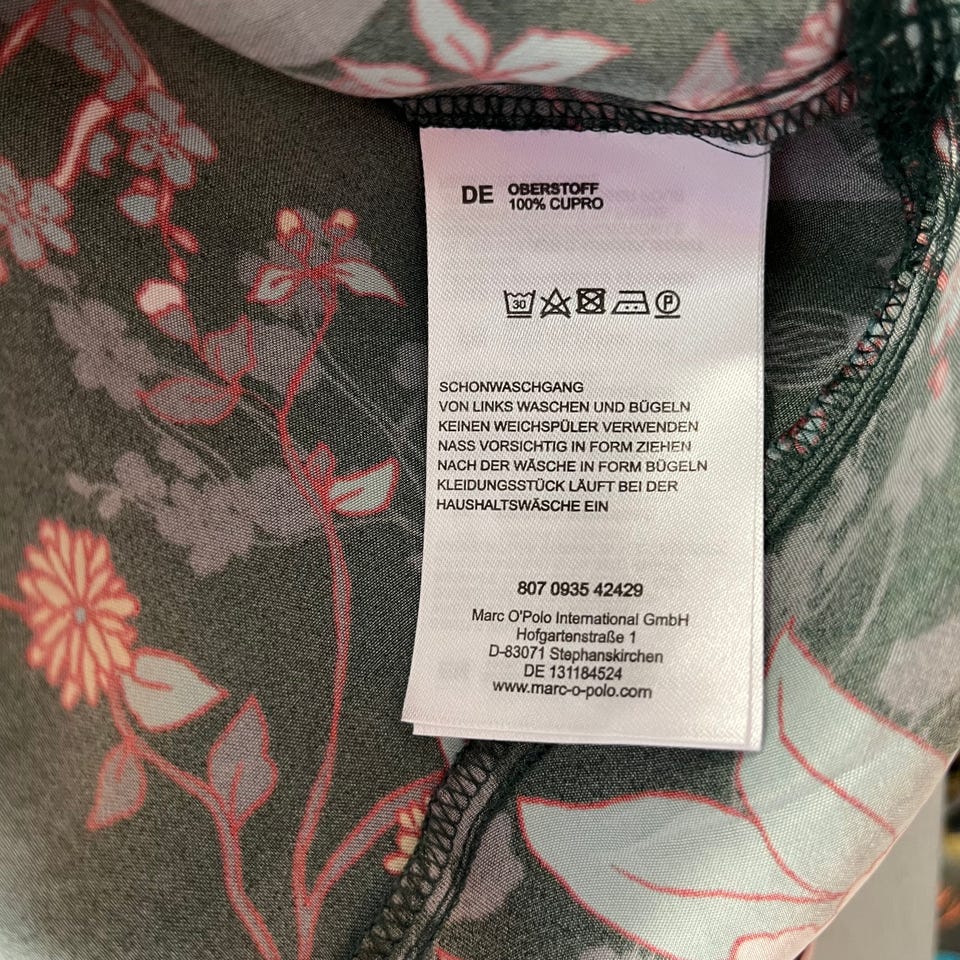 DE OBERSTOFF
100% CUPRO
30 P
SCHONWASCHGANG
VON LINKS WASCHEN UND BÜGELN
KEINEN WEICHSPÜLER VERWENDEN
NASS VORSICHTIG IN FORM ZIEHEN
NACH DER WÄSCHE IN FORM BÜGELN
KLEIDUNGSSTÜCK LÄUFT BEI DER
HAUSHALTSWÄSCHE EIN
807 0935 42429
Marc O'Polo International GmbH
Hofgartenstraße 1
D-83071 Stephanskirchen
DE 131184524
www.marc-o-polo.com